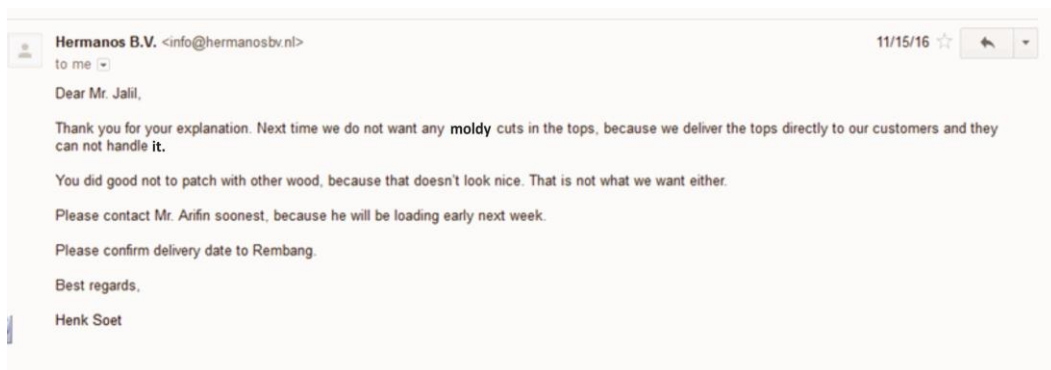 Hermanos B.V. <info@hermanosbv.nl> 11/15/16
to me
Dear Mr. Jalil,
Thank you for your explanation. Next time we do not want any moldy cuts in the tops, because we deliver the tops directly to our customers and they
can not handle it.
You did good not to patch with other wood, because that doesn't look nice. That is not what we want either.
Please contact Mr. Arifin soonest, because he will be loading early next week.
Please confirm delivery date to Rembang.
Best regards,
Henk Soet